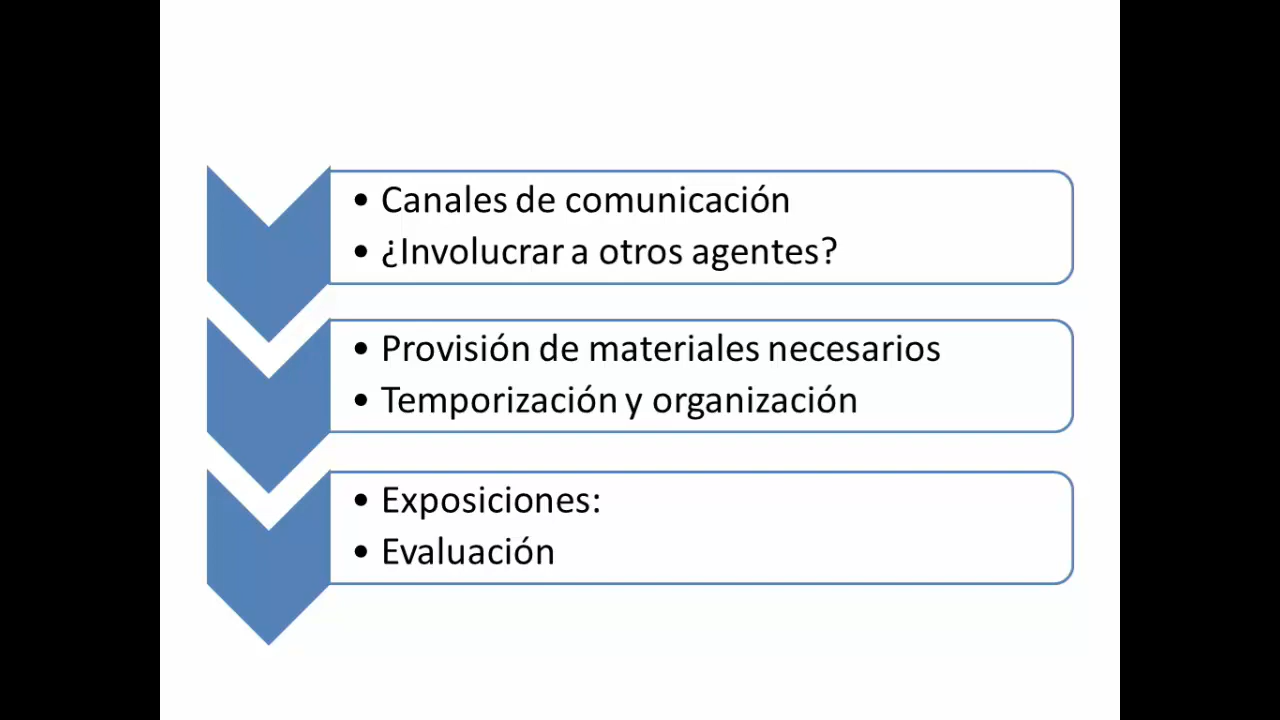 • Canales de comunicación
• ¿Involucrar a otros agentes?
• Provisión de materiales necesarios
• Temporización y organización
• Exposiciones:
• Evaluación